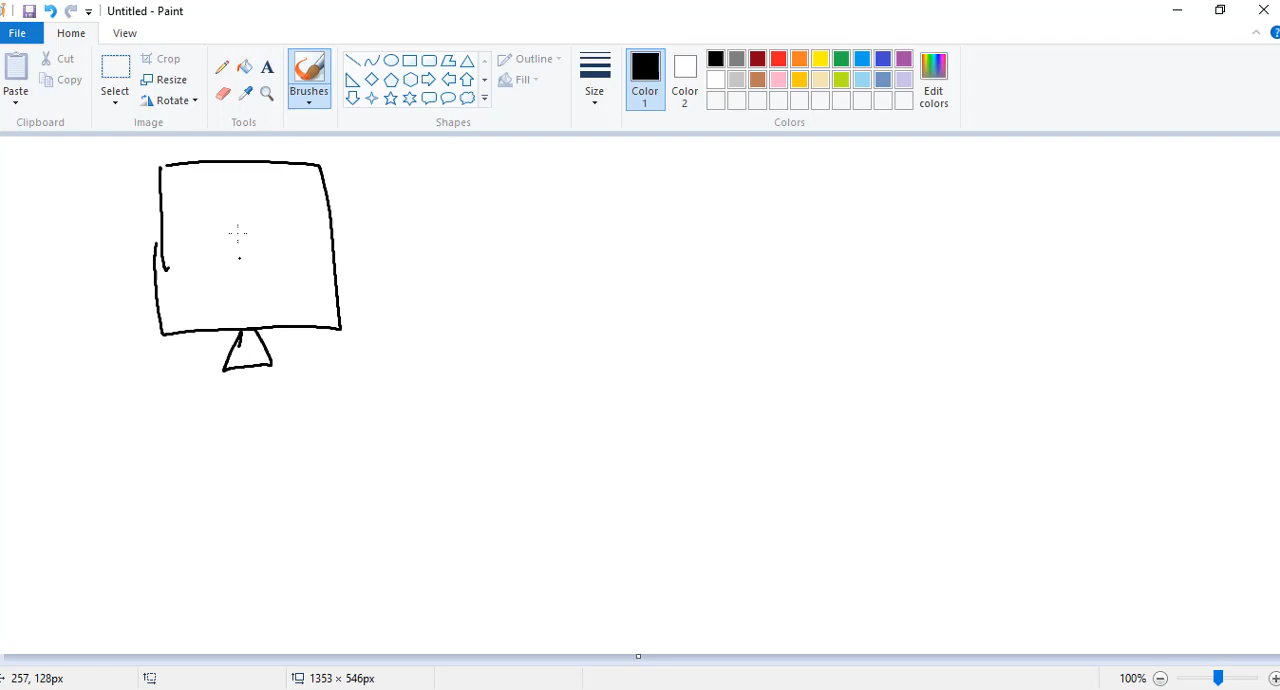 Untitled - Paint
File Home View
Cut
Copy
Paste
Clipboard
Select
Crop
Resize
Rotate
Image
A
Tools
Brushes
Outline
Fill
Shapes
Size
Color 1
Color 2
Edit colors
Colors
257, 128px
1353 × 546px
100%